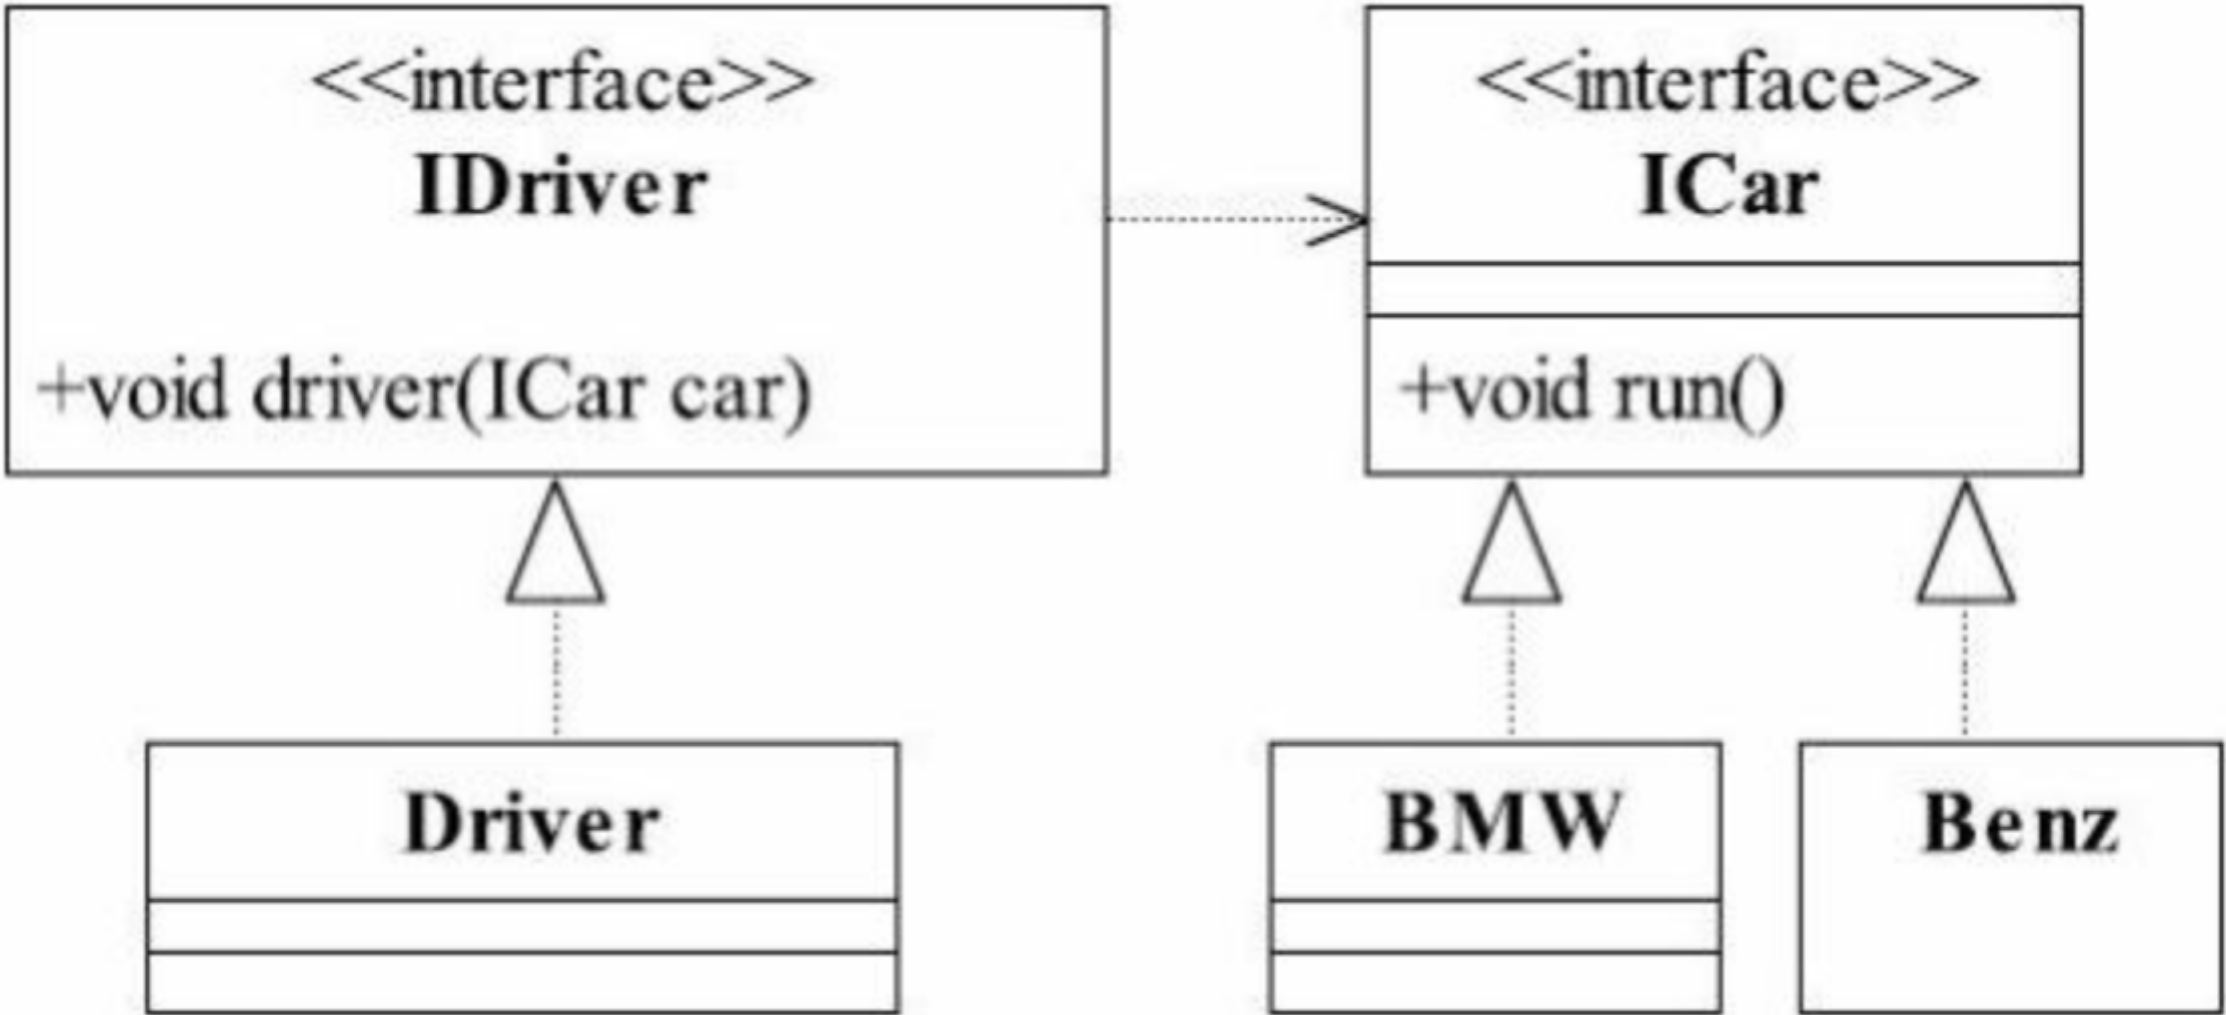 <<interface>>
IDriver
+void driver(ICar car)
<<interface>>
ICar
+void run()
Driver
BMW
Benz